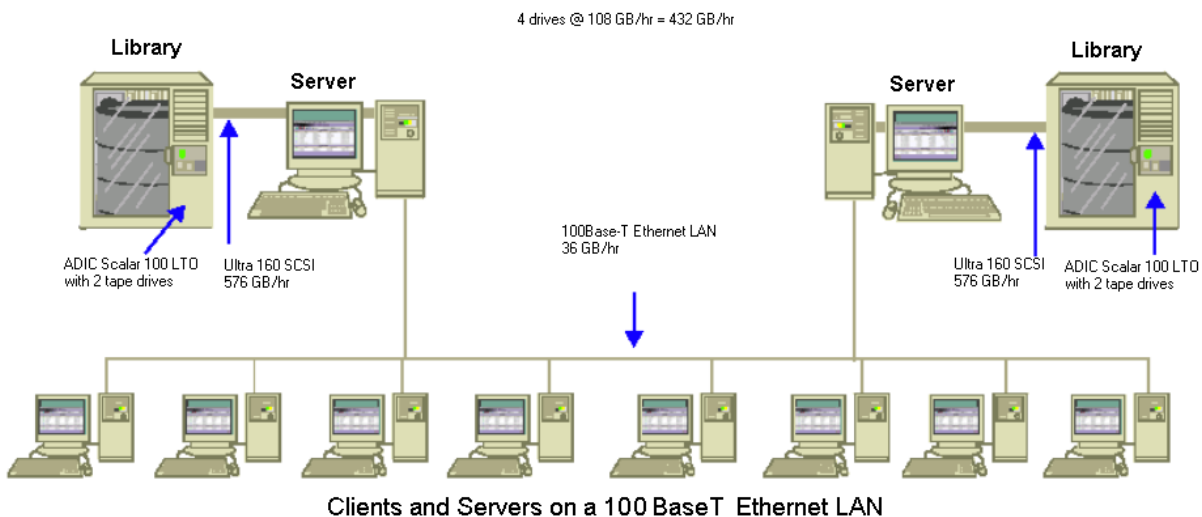 4 drives @ 108 GB/hr = 432 GB/hr
Library
Server
Server
Library
100Base-T Ethernet LAN
36 GB/hr
ADIC Scalar 100 LTO
with 2 tape drives
Ultra 160 SCSI
576 GB/hr
Ultra 160 SCSI
576 GB/hr
ADIC Scalar 100 LTO
with 2 tape drives
Clients and Servers on a 100 BaseT Ethernet LAN